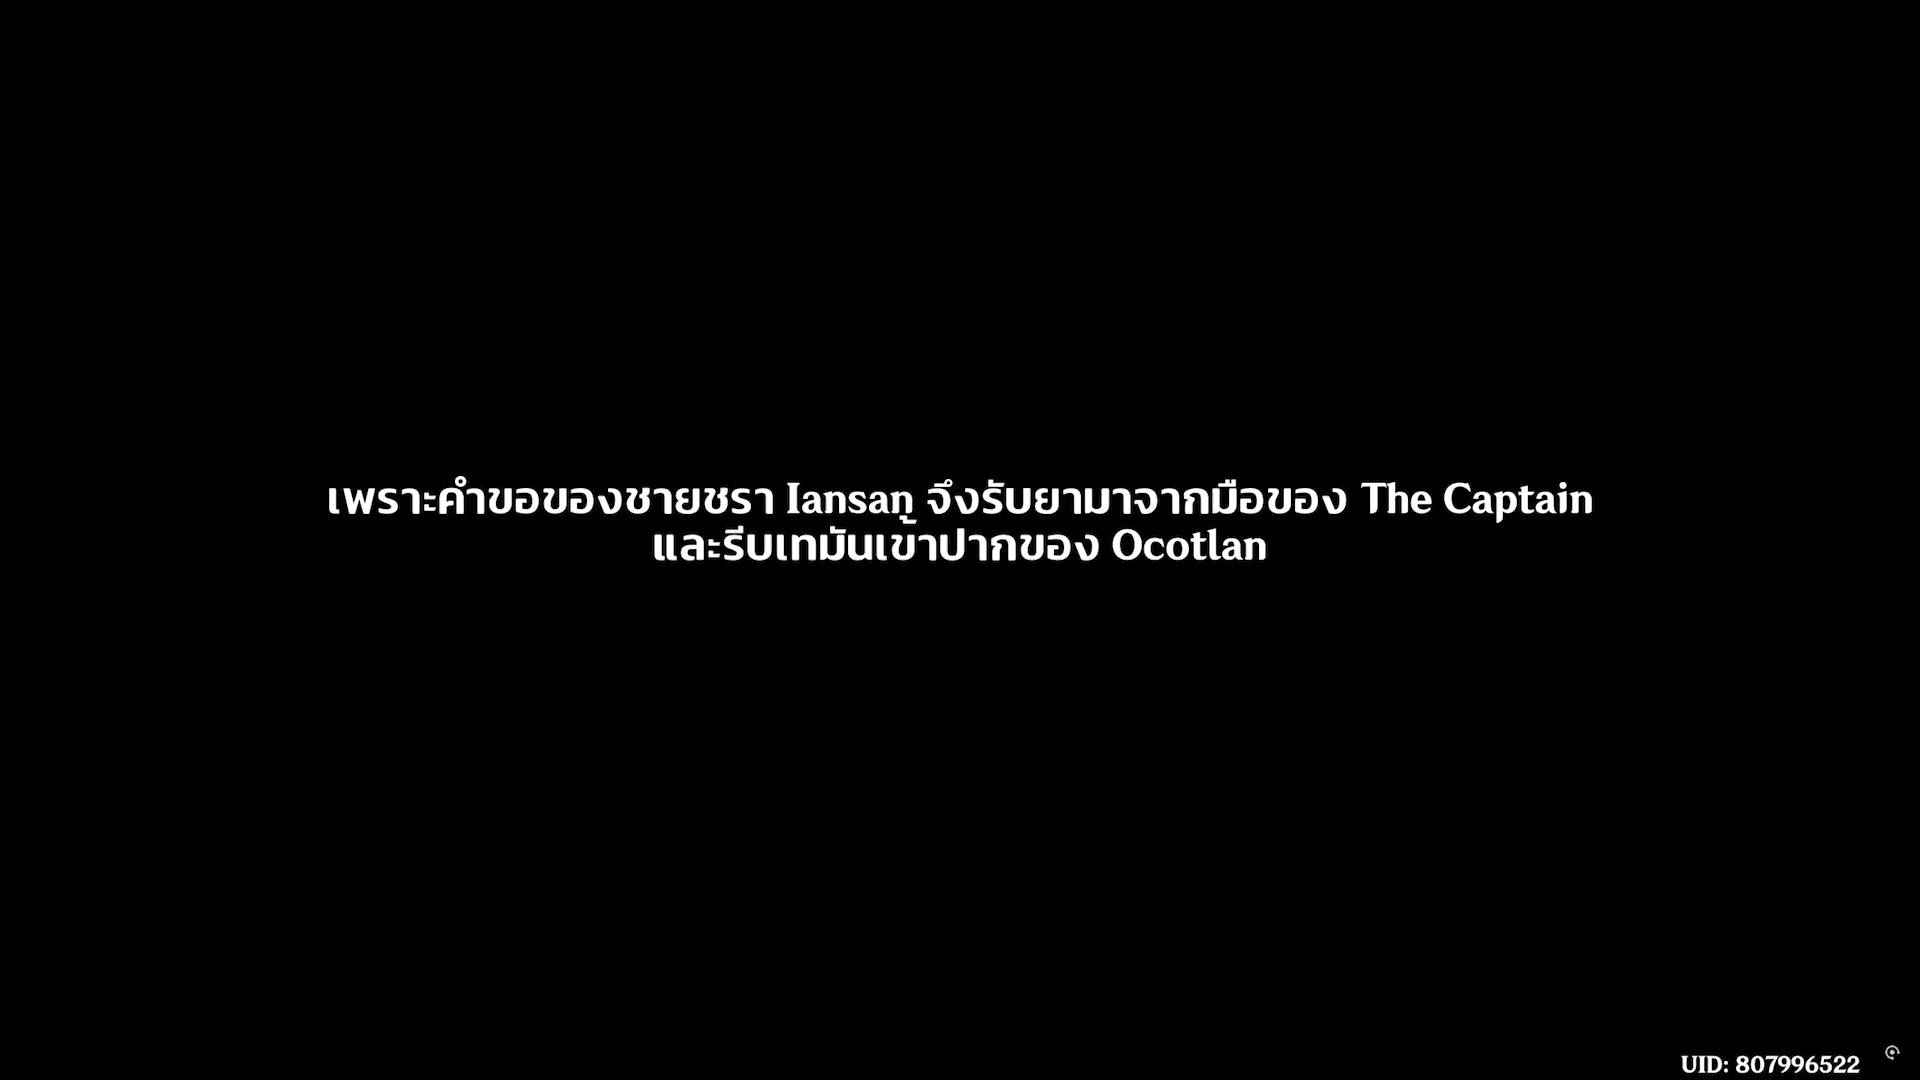 เพราะคำขอของชายชรา Iansan จึงรับยามาจากมือของ The Captain
และรีบเทมันเข้าปากของ Ocotlan
UID: 807996522